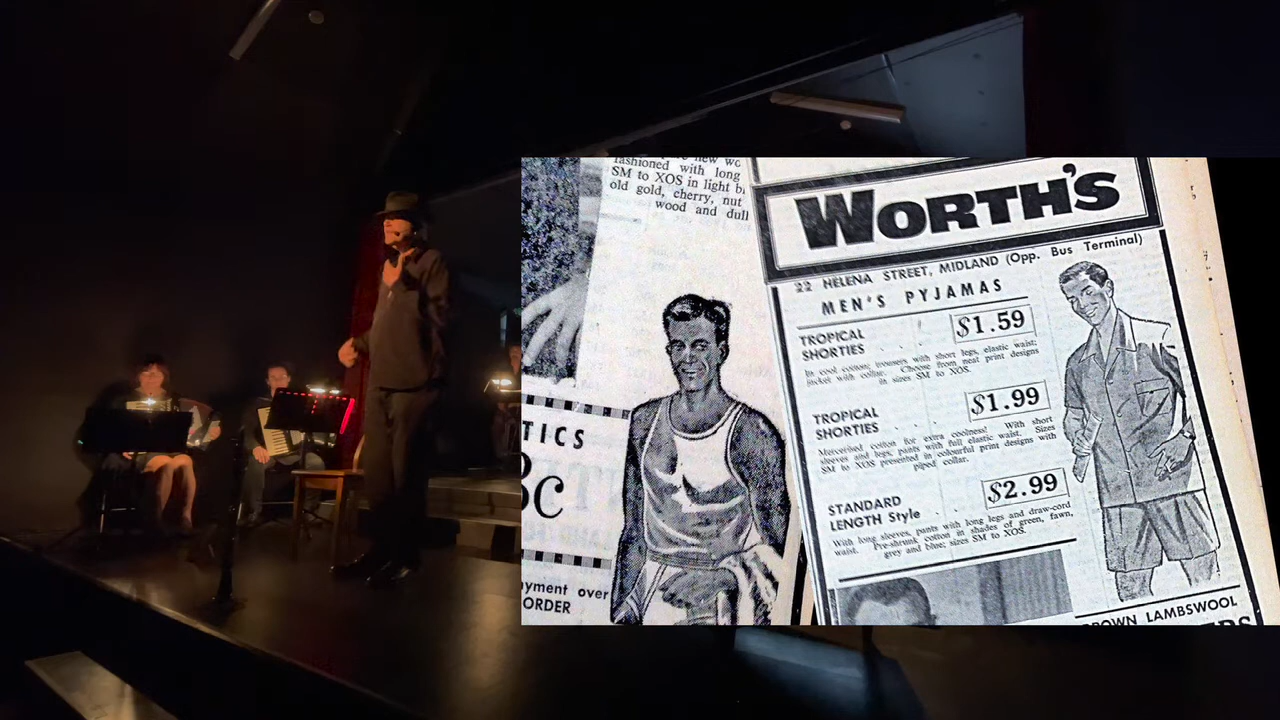 new wo
fashioned with long
SM to XOS in light b
old gold, cherry, nut
wood and dull
TICS
yment over
ORDER
WORTH'S
22 HELENA STREET, MIDLAND (Opp. Bus Terminal)
MEN'S PYJAMAS
TROPICAL
SHORTIES $1.59
In cool cotton; trousers with short legs, elastic waist;
jacket with collar. Choose from neat print designs
in sizes SM to XOS.
TROPICAL
SHORTIES $1.99
Mercerised cotton for extra coolness! With short
sleeves and legs, pants with full elastic waist. Sizes
SM to XOS presented in colourful print designs with
piped collar.
STANDARD
LENGTH Style $2.99
With long sleeves, pants with long legs and draw-cord
waist. Pre-shrunk cotton in shades of green, fawn,
grey and blue; sizes SM to XOS.
LAMBSWOOL